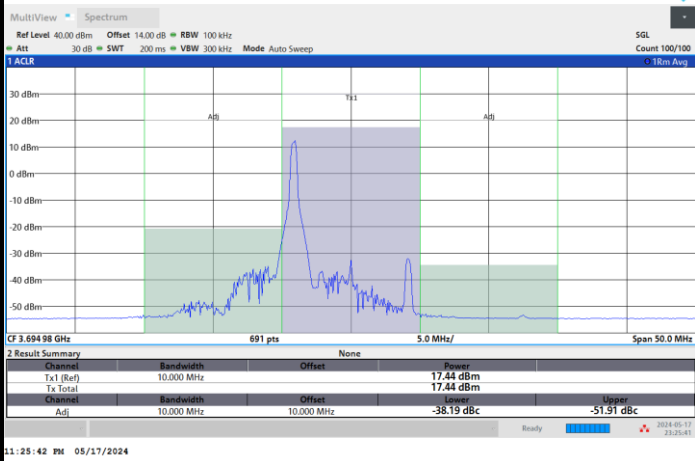 MultiView Spectrum
Ref Level 40.00 dBm Offset 14.00 dB RBW 100 kHz SGL
Att 30 dB SWT 200 ms VBW 300 kHz Mode Auto Sweep Count 100/100
1 ACLR 1Rm Avg
30 dBm
Tx1
20 dBm
Adj Adj
10 dBm
0 dBm
-10 dBm
-20 dBm
-30 dBm
-40 dBm
-50 dBm
CF 3.694 98 GHz 691 pts 5.0 MHz/ Span 50.0 MHz
2 Result Summary None
Channel Bandwidth Offset Power
Tx1 (Ref) 10.000 MHz 17.44 dBm
Tx Total 17.44 dBm
Channel Bandwidth Offset Lower Upper
Adj 10.000 MHz 10.000 MHz -38.19 dBc -51.91 dBc
Ready 2024-05-17
23:25:41
11:25:42 PM 05/17/2024